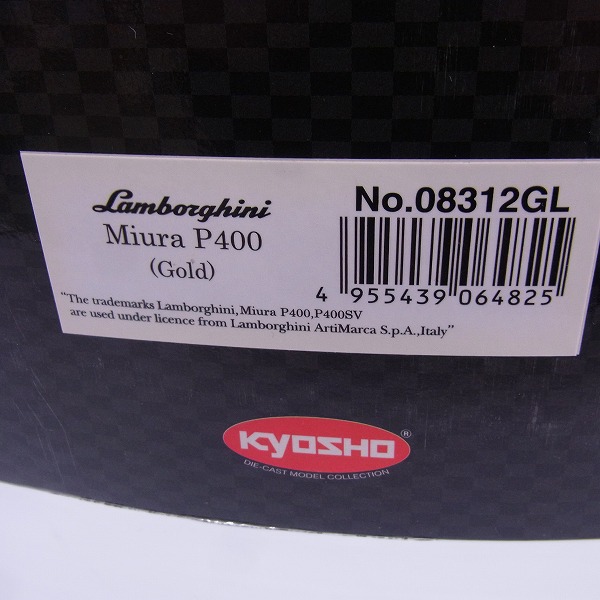 Lamborghini
Miura P400
(Gold)
No.08312GL
4 955439 064825
"The trademarks Lamborghini,Miura P400,P400SV
are used under licence from Lamborghini ArtiMarca S.p.A.,Italy"
KYOSHO®
DIE-CAST MODEL COLLECTION